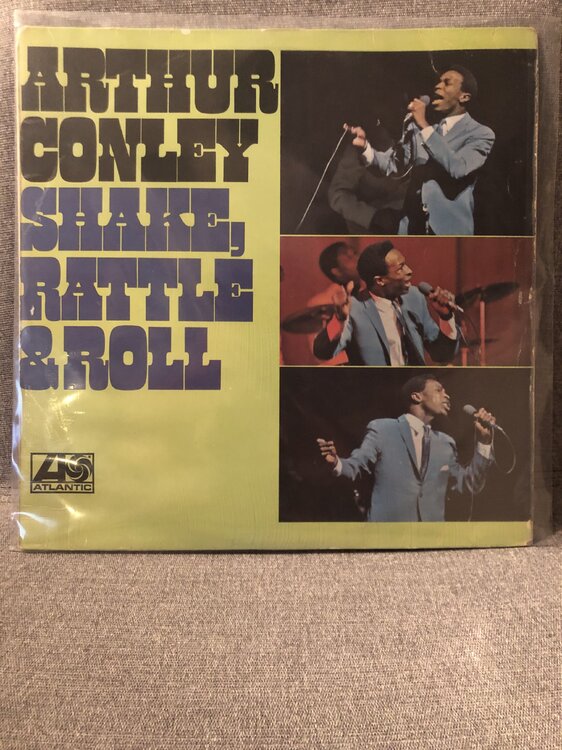 ARTHUR
CONLEY
SHAKE,
RATTLE
& ROLL
ATLANTIC